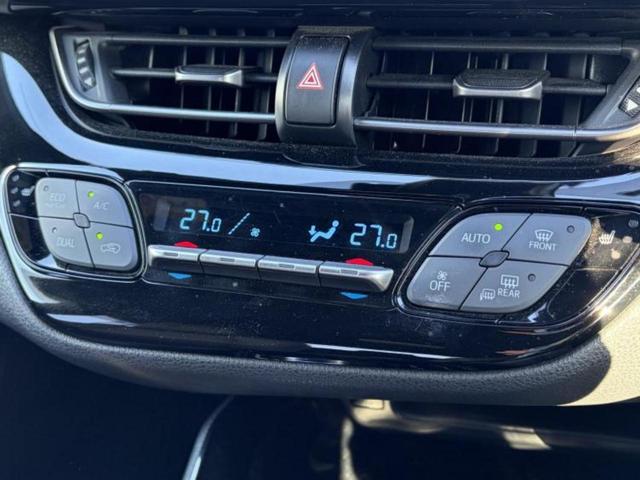 ECO
A/C
DUAL
27.0
27.0
AUTO
FRONT
OFF
REAR